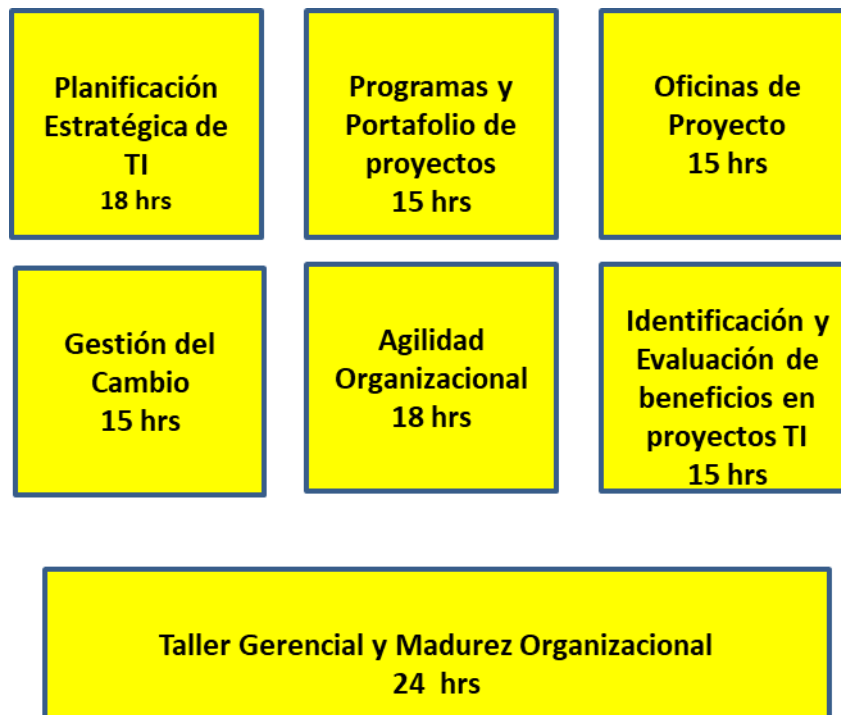 Planificación
Estratégica de
TI
18 hrs
Programas y
Portafolio de
proyectos
15 hrs
Oficinas de
Proyecto
15 hrs
Gestión del
Cambio
15 hrs
Agilidad
Organizacional
18 hrs
Identificación y
Evaluación de
beneficios en
proyectos TI
15 hrs
Taller Gerencial y Madurez Organizacional
24 hrs